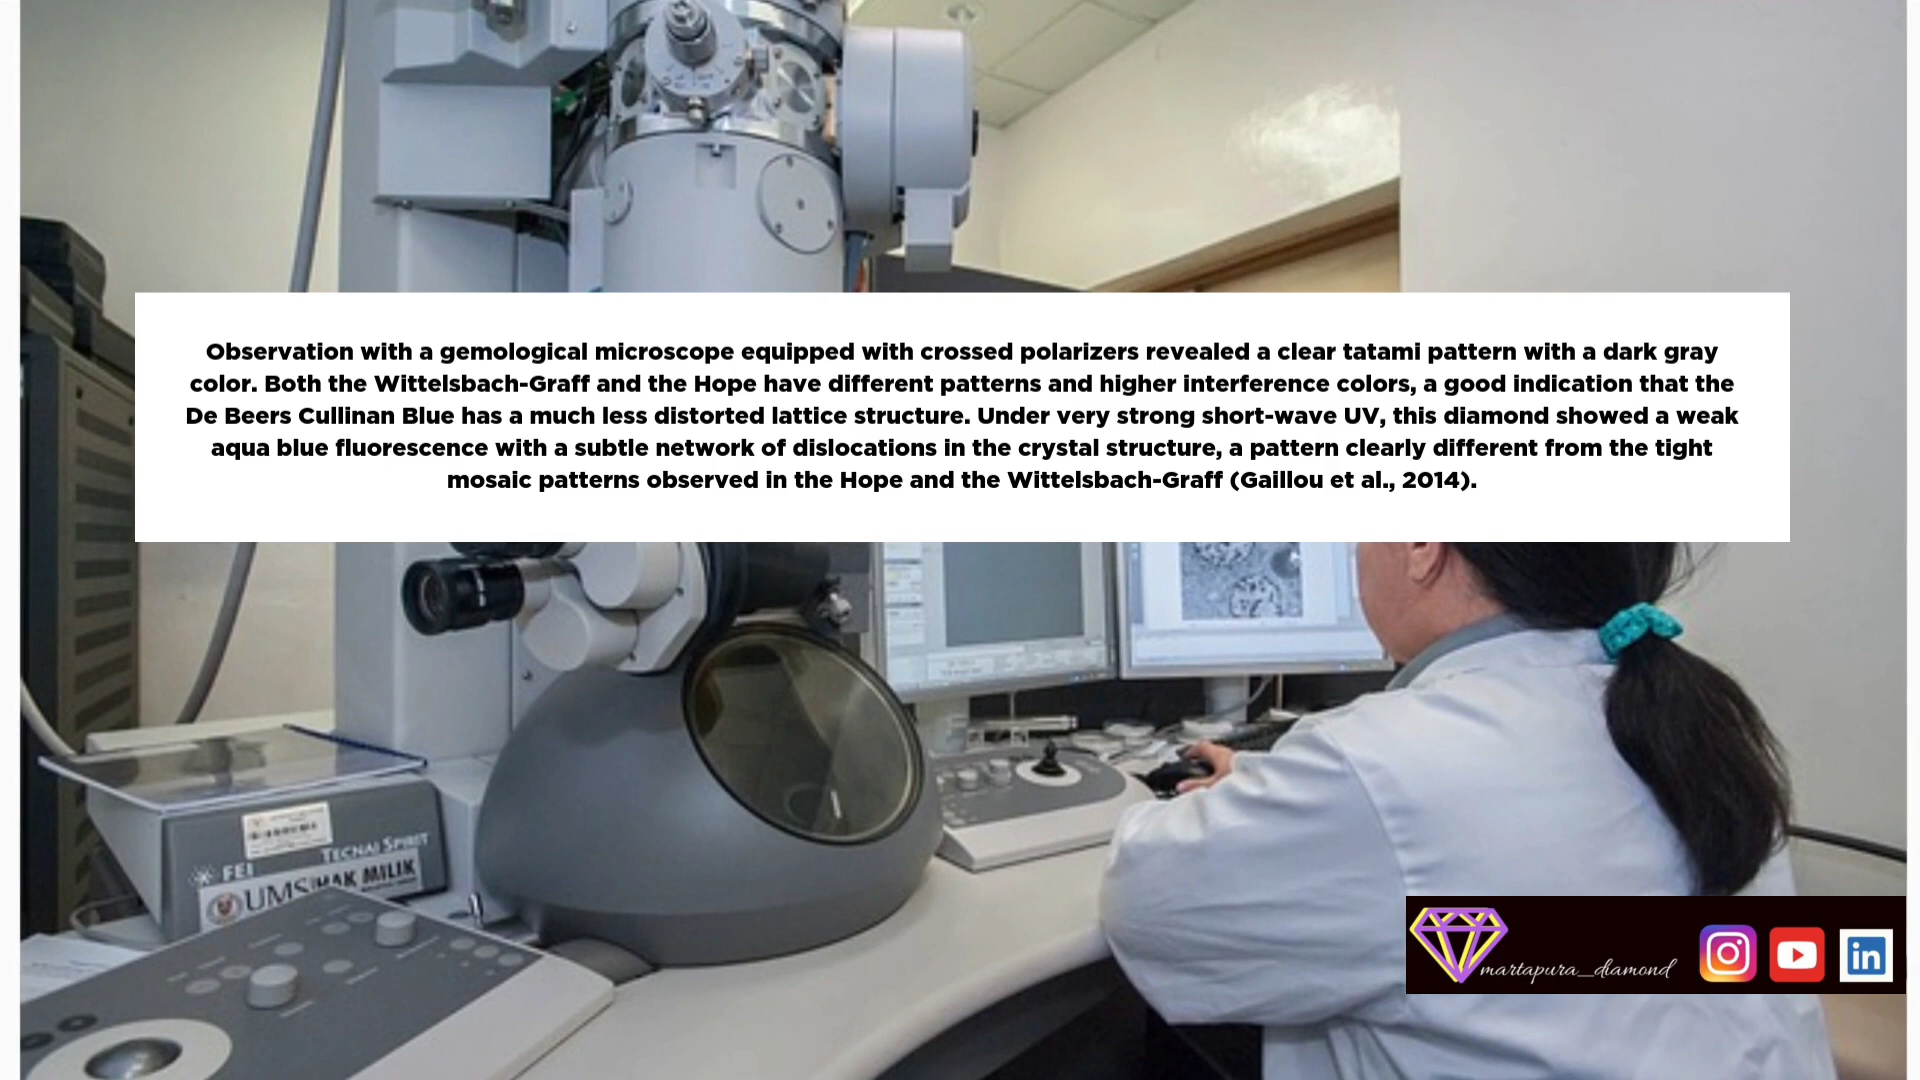 Observation with a gemological microscope equipped with crossed polarizers revealed a clear tatami pattern with a dark gray
color. Both the Wittelsbach-Graff and the Hope have different patterns and higher interference colors, a good indication that the
De Beers Cullinan Blue has a much less distorted lattice structure. Under very strong short-wave UV, this diamond showed a weak
aqua blue fluorescence with a subtle network of dislocations in the crystal structure, a pattern clearly different from the tight
mosaic patterns observed in the Hope and the Wittelsbach-Graff (Gaillou et al., 2014).
FEI TECNAI SPIRIT
UMS HAK MILIK
martapura_diamond
in